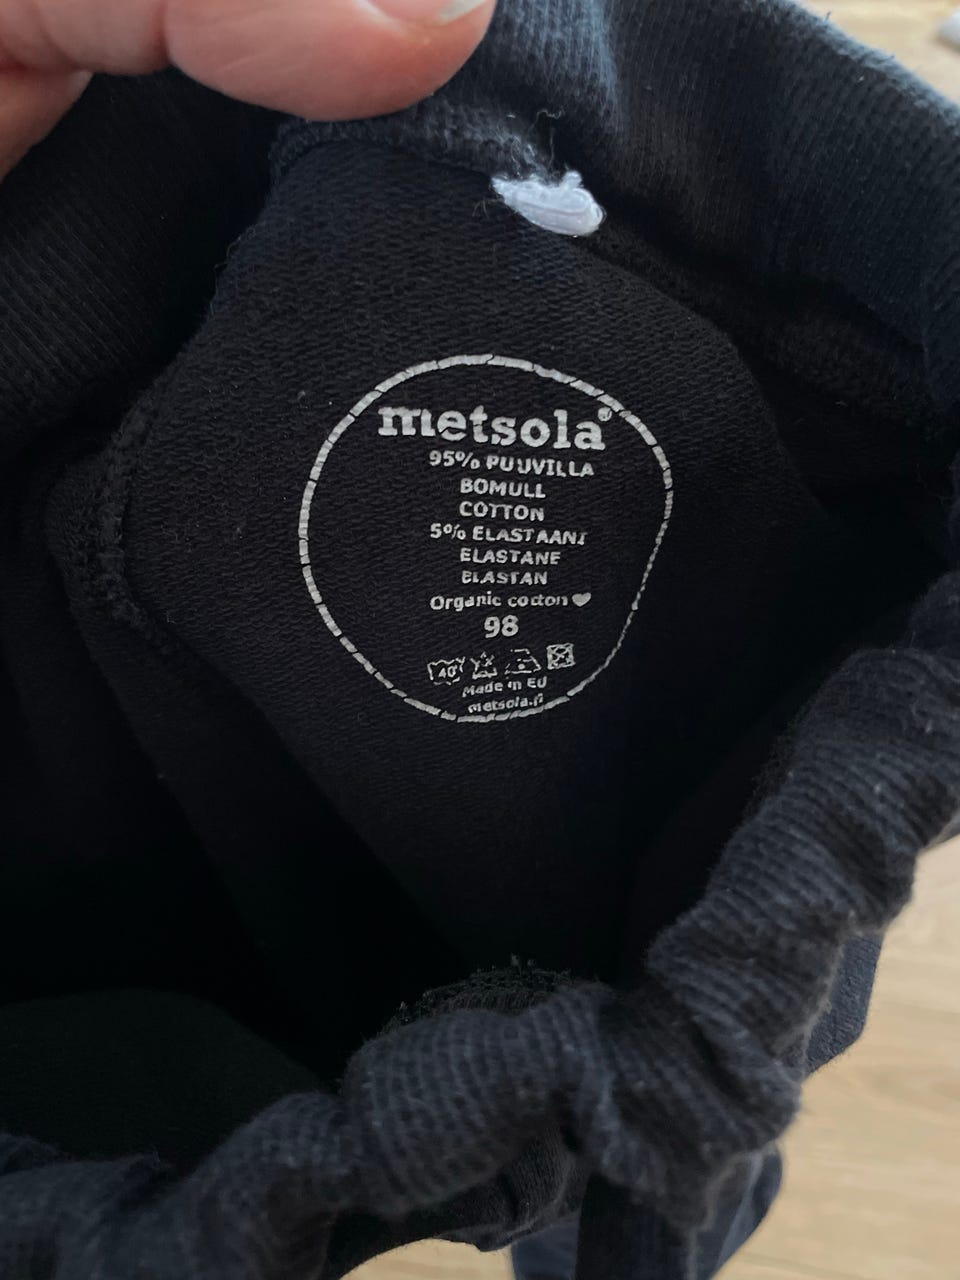 metsola®
95% PUUVILLA
BOMULL
COTTON
5% ELASTAANI
ELASTANE
ELASTAN
Organic cotton ♥
98
40
Made in EU
metsola.fi